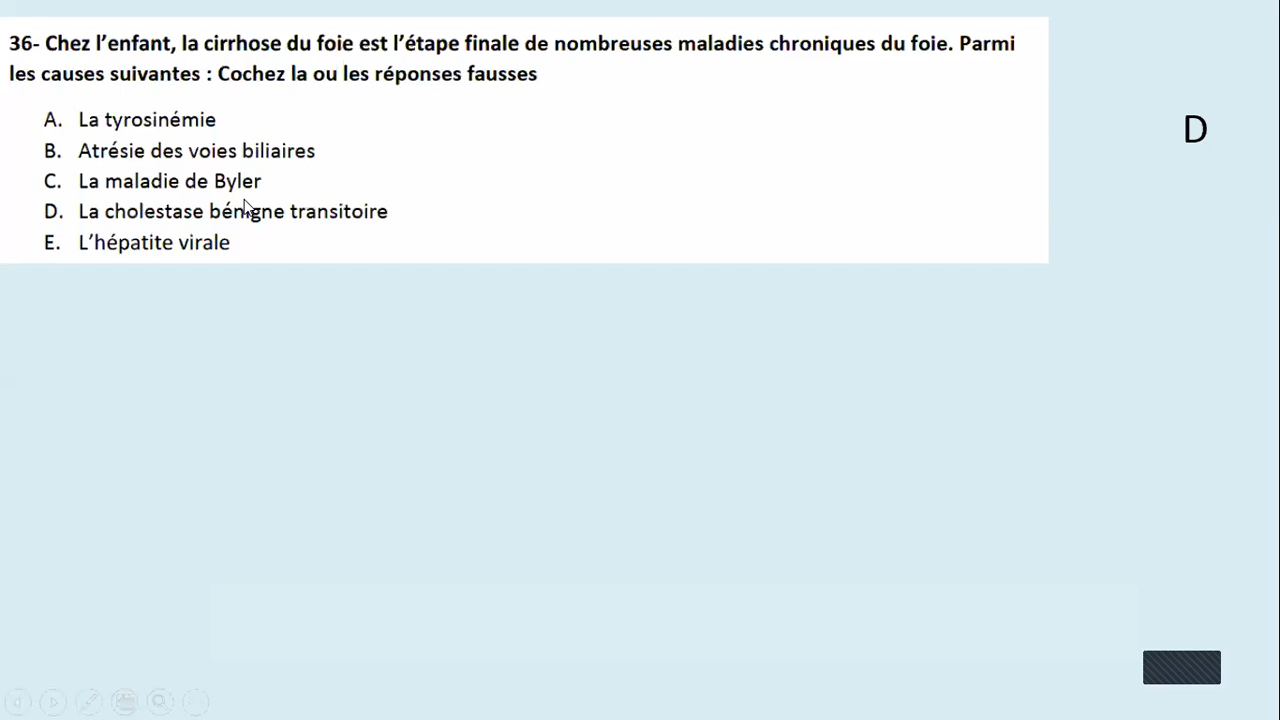 36- Chez l’enfant, la cirrhose du foie est l’étape finale de nombreuses maladies chroniques du foie. Parmi
les causes suivantes : Cochez la ou les réponses fausses
A. La tyrosinémie
B. Atrésie des voies biliaires
C. La maladie de Byler
D. La cholestase bénigne transitoire
E. L’hépatite virale
D